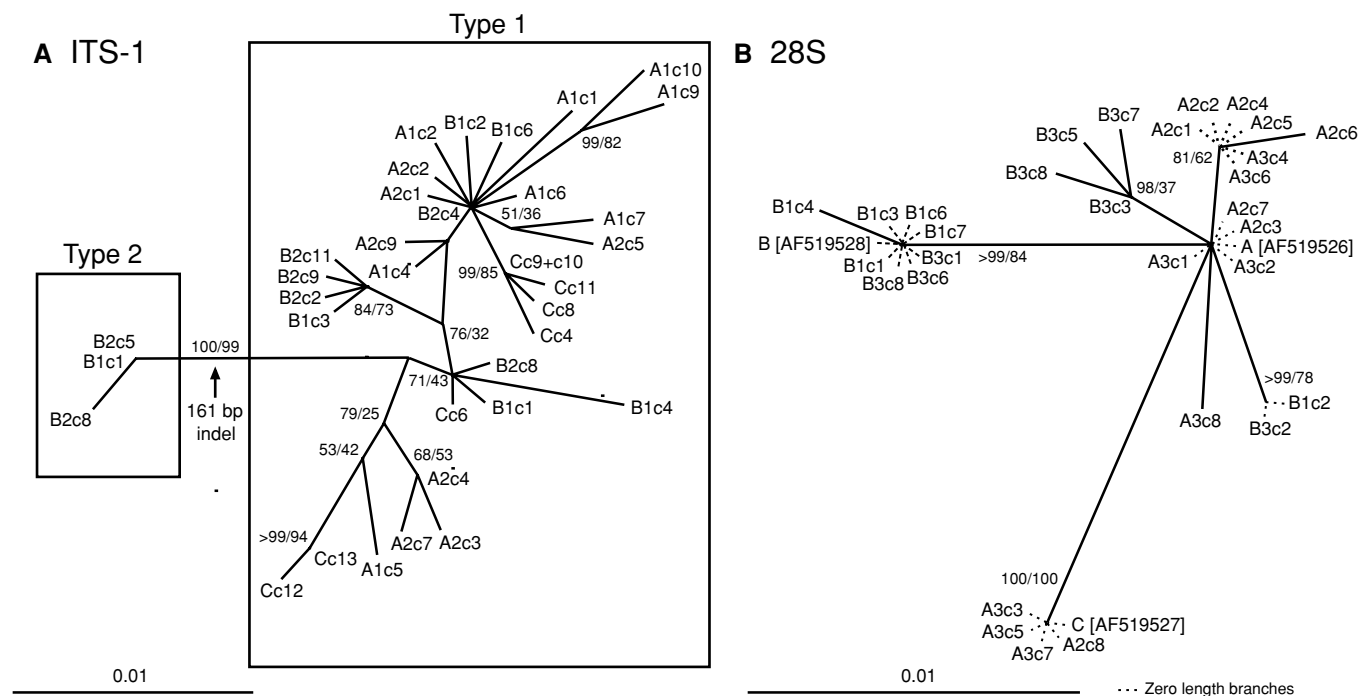 Type 1
A ITS-1
A1c10
A1c9
A1c1
99/82
A1c2
B1c2
B1c6
A2c2
A2c1
B2c4
A1c6
51/36
A1c7
A2c5
A2c9
A1c4
99/85
Cc9+c10
Cc11
Cc8
Cc4
B2c11
B2c9
B2c2
B1c3
84/73
76/32
Type 2
B2c5
B1c1
B2c8
100/99
161 bp
indel
71/43
B2c8
B1c1
Cc6
B1c4
79/25
53/42
68/53
A2c4
A2c7
A2c3
>99/94
Cc13
A1c5
Cc12
0.01
B 28S
B3c7
B3c5
B3c8
B3c3
98/37
A2c2
A2c4
A2c1
A2c5
A2c6
81/62
A3c4
A3c6
A2c7
A2c3
A [AF519526]
A3c2
A3c1
B1c4
B1c3
B1c6
B1c7
B [AF519528]
B1c1
B3c1
B3c8
B3c6
>99/84
>99/78
B1c2
B3c2
A3c8
100/100
A3c3
C [AF519527]
A3c5
A2c8
A3c7
0.01
Zero length branches